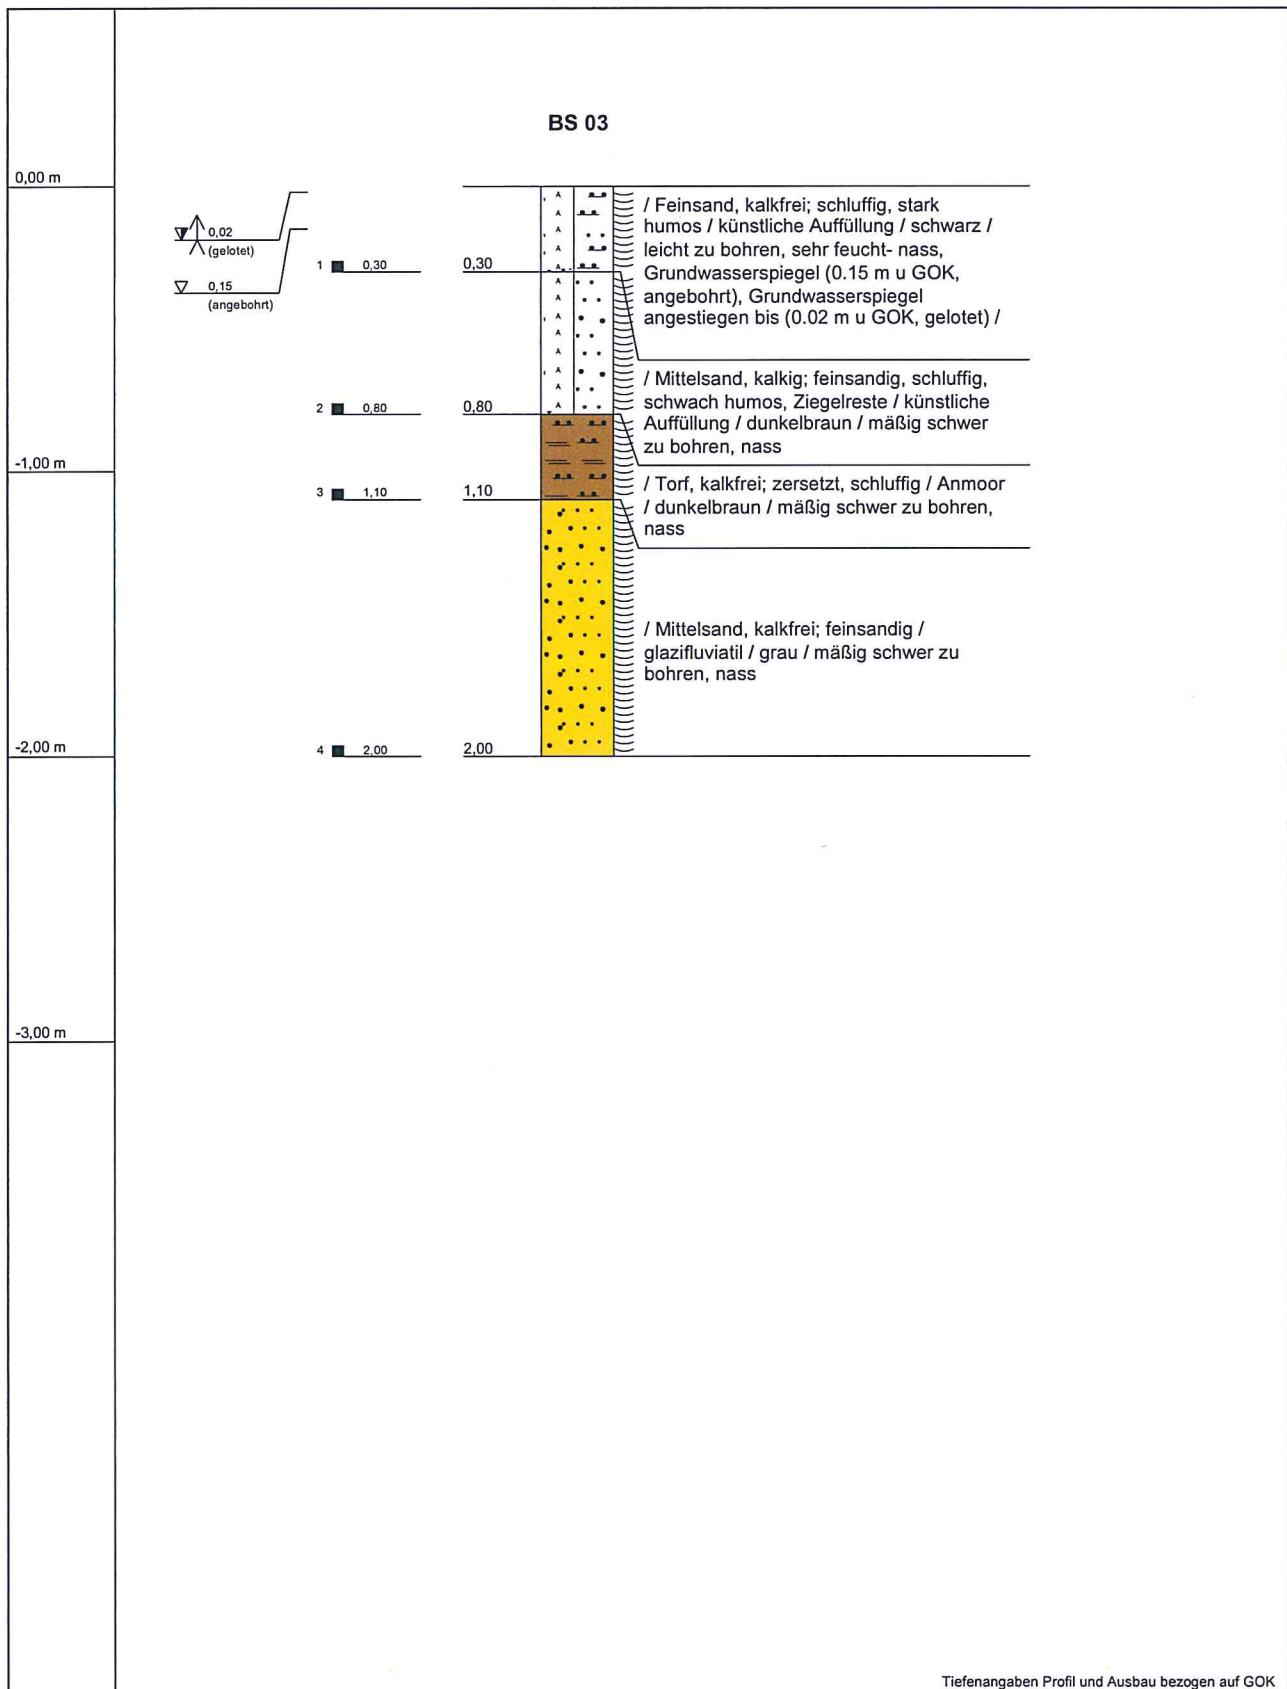 BS 03
0,00 m
0,02
(gelotet)
0,15
(angebohrt)
1 0,30
0,30
/ Feinsand, kalkfrei; schluffig, stark
humos / künstliche Auffüllung / schwarz /
leicht zu bohren, sehr feucht- nass,
Grundwasserspiegel (0.15 m u GOK,
angebohrt), Grundwasserspiegel
angestiegen bis (0.02 m u GOK, gelotet) /
2 0,80
0,80
/ Mittelsand, kalkig; feinsandig, schluffig,
schwach humos, Ziegelreste / künstliche
Auffüllung / dunkelbraun / mäßig schwer
zu bohren, nass
-1,00 m
3 1,10
1,10
/ Torf, kalkfrei; zersetzt, schluffig / Anmoor
/ dunkelbraun / mäßig schwer zu bohren,
nass
/ Mittelsand, kalkfrei; feinsandig /
glazifluviatil / grau / mäßig schwer zu
bohren, nass
-2,00 m
4 2,00
2,00
-3,00 m
Tiefenangaben Profil und Ausbau bezogen auf GOK